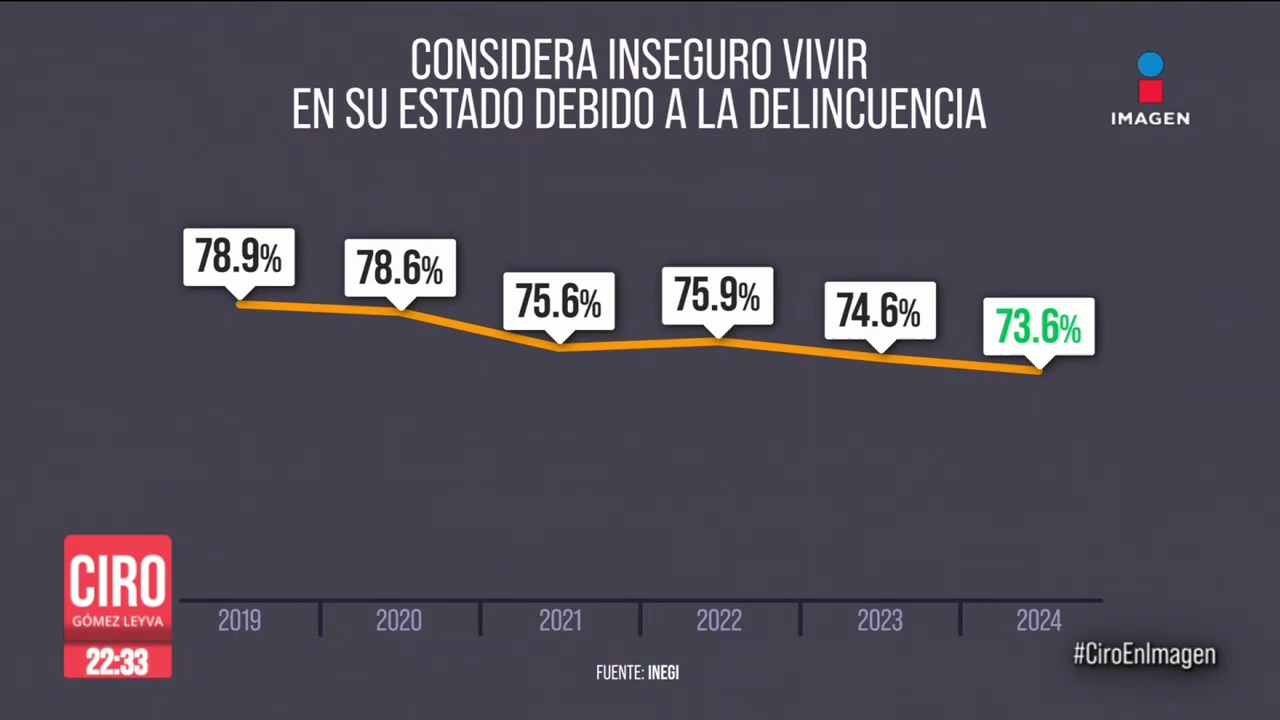 CONSIDERA INSEGURO VIVIR
EN SU ESTADO DEBIDO A LA DELINCUENCIA
IMAGEN
78.9%
78.6%
75.6%
75.9%
74.6%
73.6%
2019
2020
2021
2022
2023
2024
CIRO
GÓMEZ LEYVA
22:33
#CiroEnImagen
FUENTE: INEGI